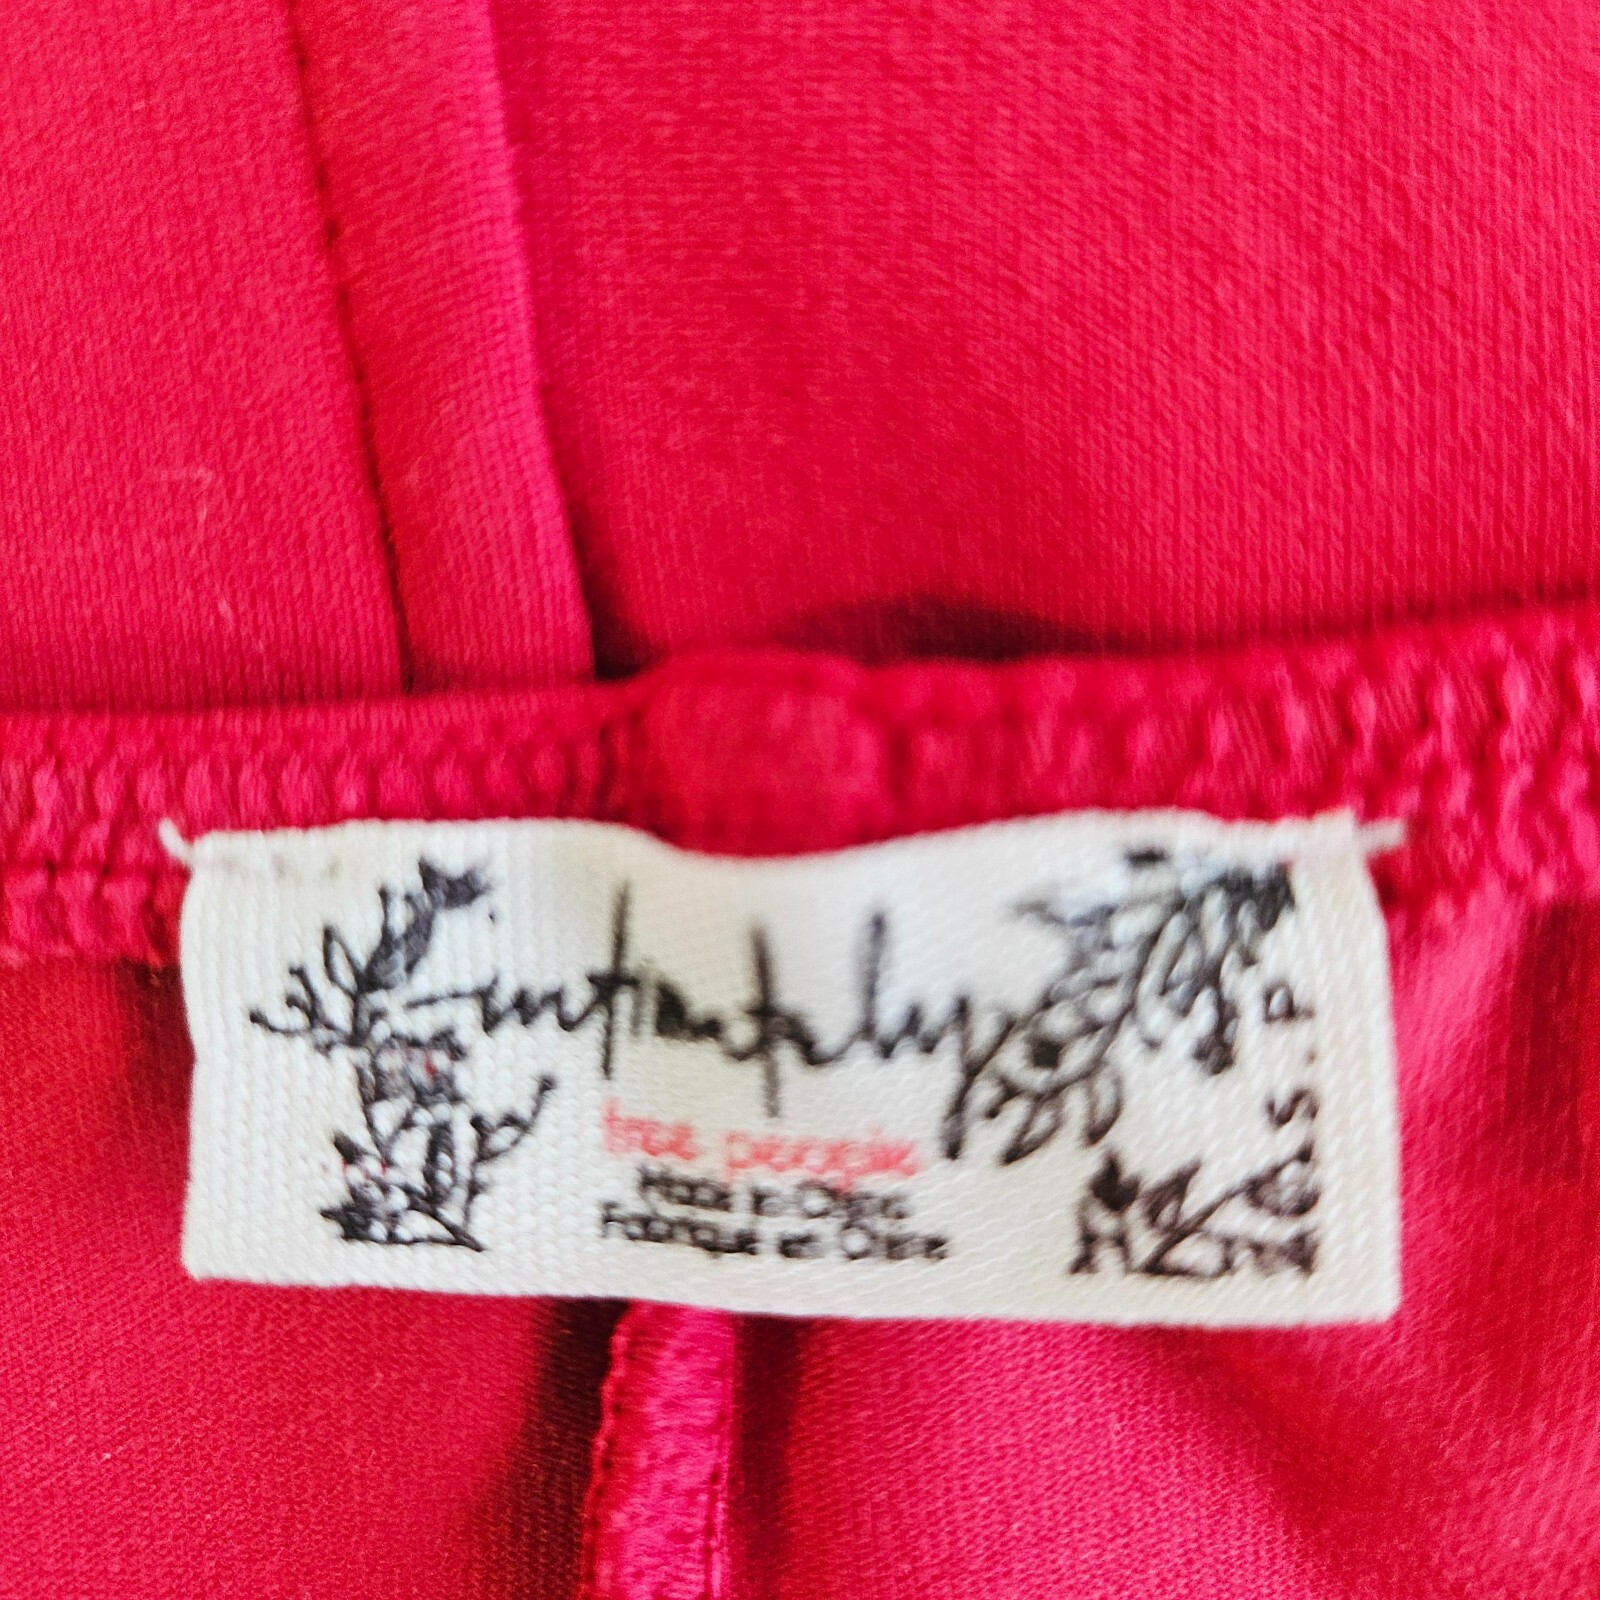 intimately
free people
Made in China
Fabriqué en Chine
S.P